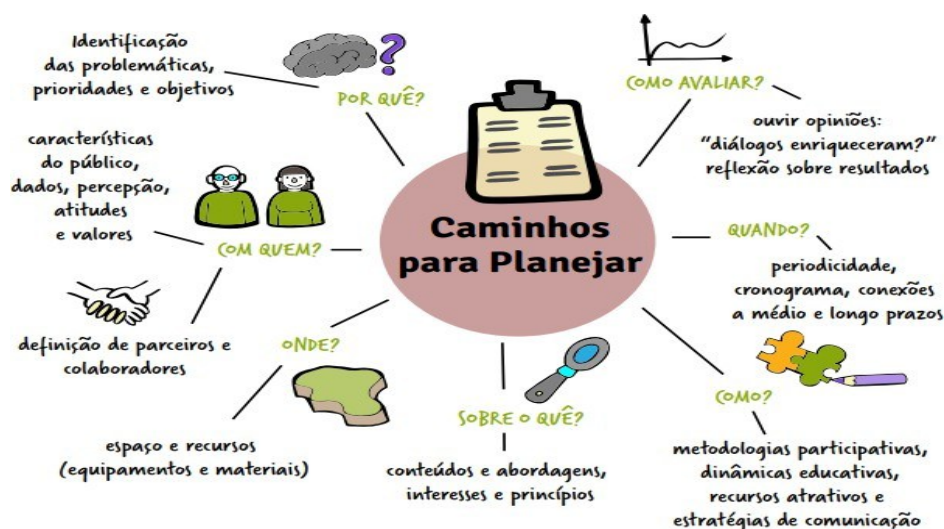 Caminhos
para Planejar
POR QUÊ?
Identificação
das problemáticas,
prioridades e objetivos
COM QUEM?
características
do público,
dados, percepção,
atitudes
e valores
definição de parceiros e
colaboradores
ONDE?
espaço e recursos
(equipamentos e materiais)
SOBRE O QUÊ?
conteúdos e abordagens,
interesses e princípios
COMO?
metodologias participativas,
dinâmicas educativas,
recursos atrativos e
estratégias de comunicação
QUANDO?
periodicidade,
cronograma, conexões
a médio e longo prazos
COMO AVALIAR?
ouvir opiniões:
“diálogos enriqueceram?”
reflexão sobre resultados